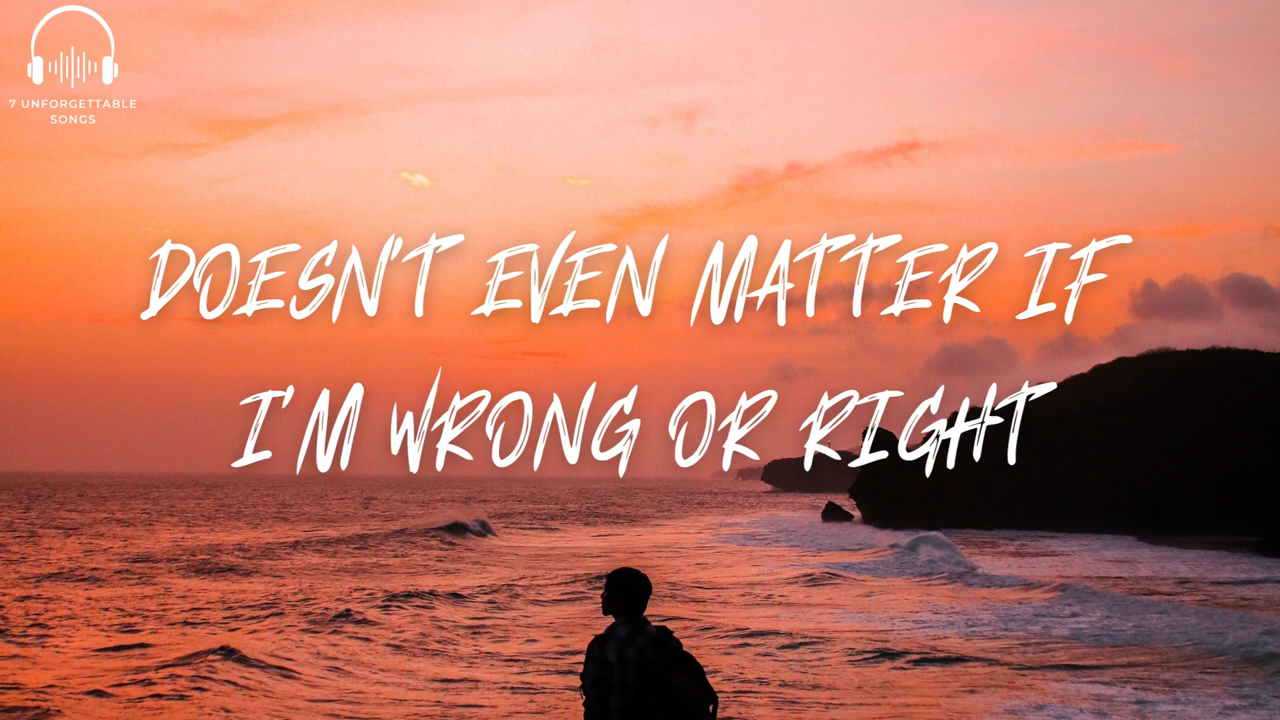 7 UNFORGETTABLE
SONGS
DOESN'T EVEN MATTER IF
I'M WRONG OR RIGHT